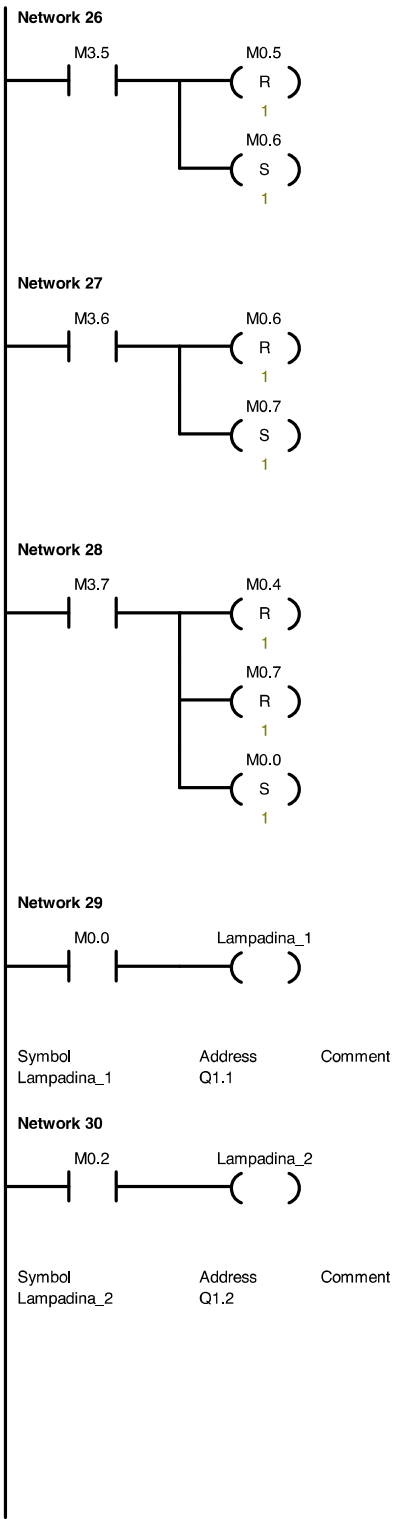 Network 26
M3.5 M0.5
R
1
M0.6
S
1
Network 27
M3.6 M0.6
R
1
M0.7
S
1
Network 28
M3.7 M0.4
R
1
M0.7
R
1
M0.0
S
1
Network 29
M0.0 Lampadina_1
Symbol Address Comment
Lampadina_1 Q1.1
Network 30
M0.2 Lampadina_2
Symbol Address Comment
Lampadina_2 Q1.2